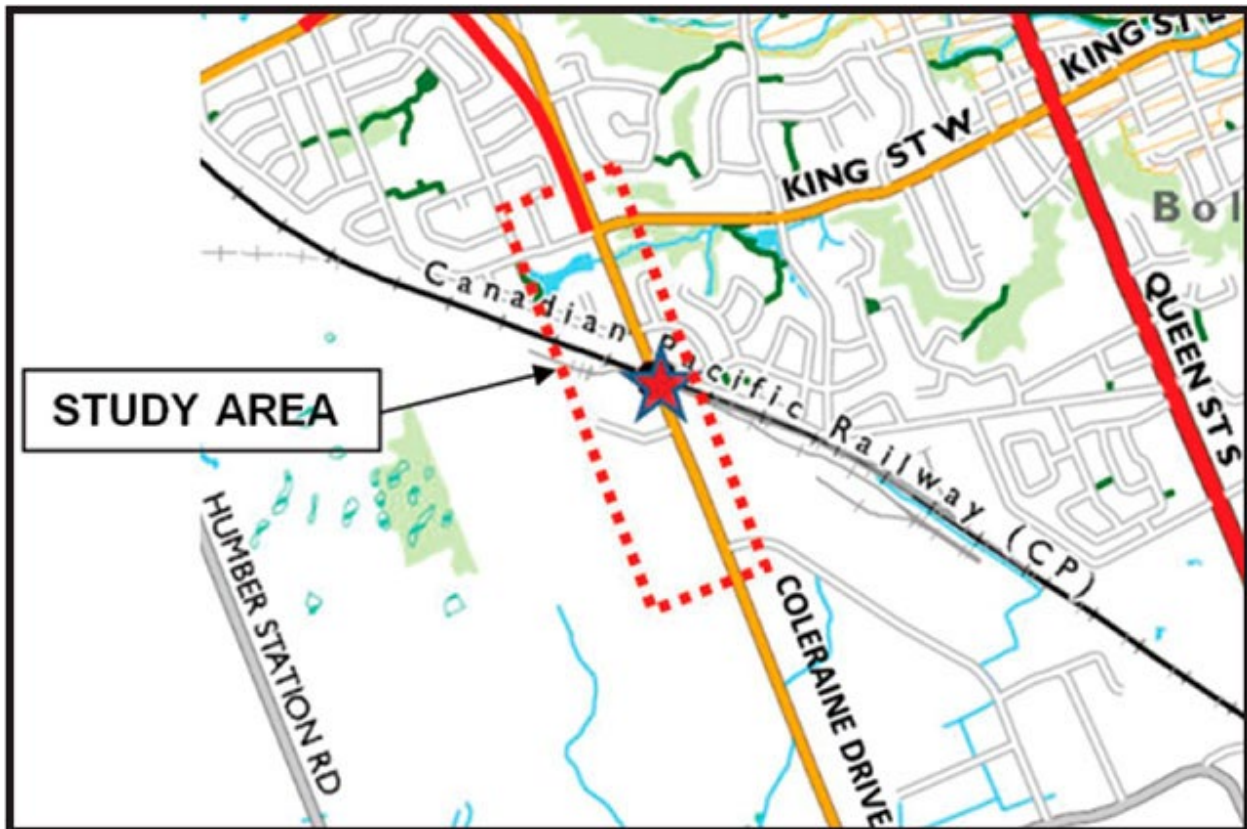 KING ST E
KING ST W
Bol
Canadian Pacific Railway (CP)
QUEEN ST S
STUDY AREA
HUMBER STATION RD
COLERAINE DRIVE